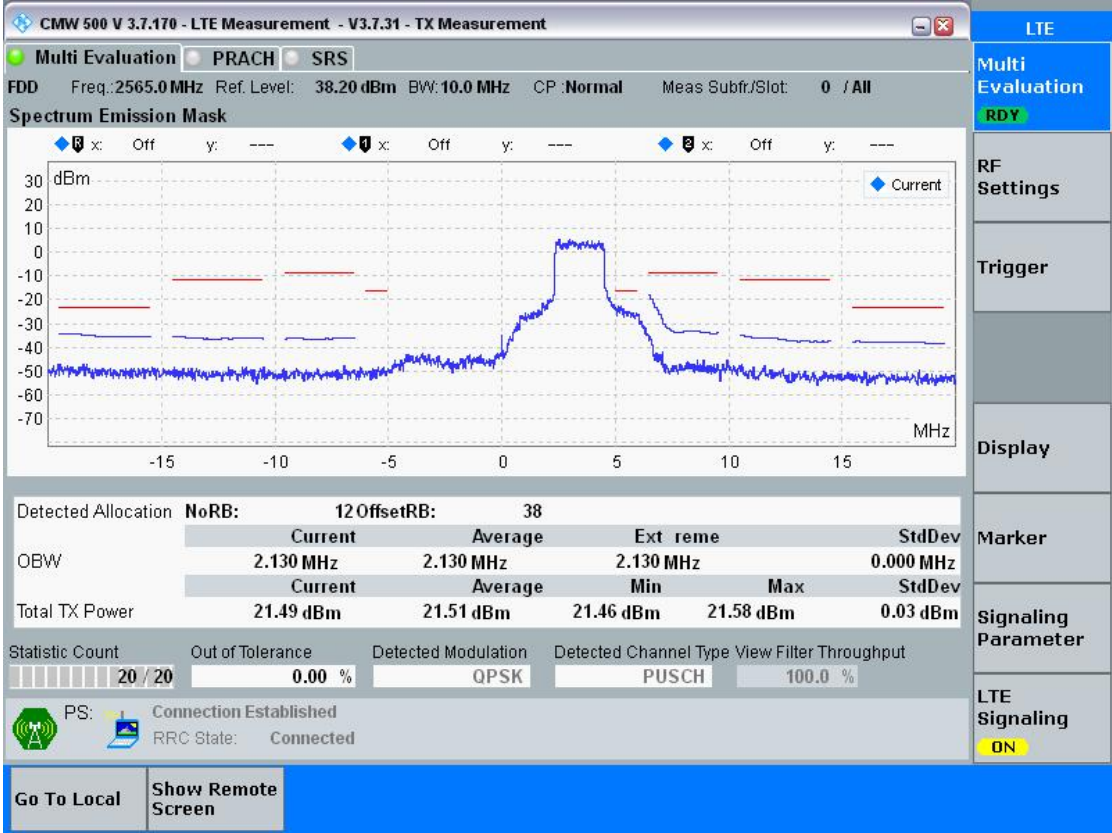 CMW 500 V 3.7.170 - LTE Measurement - V3.7.31 - TX Measurement
LTE
Multi Evaluation PRACH SRS
Multi Evaluation
RDY
FDD Freq.:2565.0 MHz Ref. Level: 38.20 dBm BW:10.0 MHz CP :Normal Meas Subfr./Slot: 0 / All
Spectrum Emission Mask
R x: Off y: --- 1 x: Off y: --- 2 x: Off y: ---
dBm
Current
30
20
10
0
-10
-20
-30
-40
-50
-60
-70
MHz
-15 -10 -5 0 5 10 15
RF Settings
Trigger
Display
Marker
Signaling Parameter
LTE Signaling
ON
Detected Allocation NoRB: 12 OffsetRB: 38
Current Average Ext reme StdDev
OBW 2.130 MHz 2.130 MHz 2.130 MHz 0.000 MHz
Current Average Min Max StdDev
Total TX Power 21.49 dBm 21.51 dBm 21.46 dBm 21.58 dBm 0.03 dBm
Statistic Count Out of Tolerance Detected Modulation Detected Channel Type View Filter Throughput
20 / 20 0.00 % QPSK PUSCH 100.0 %
PS: Connection Established
RRC State: Connected
Go To Local
Show Remote Screen